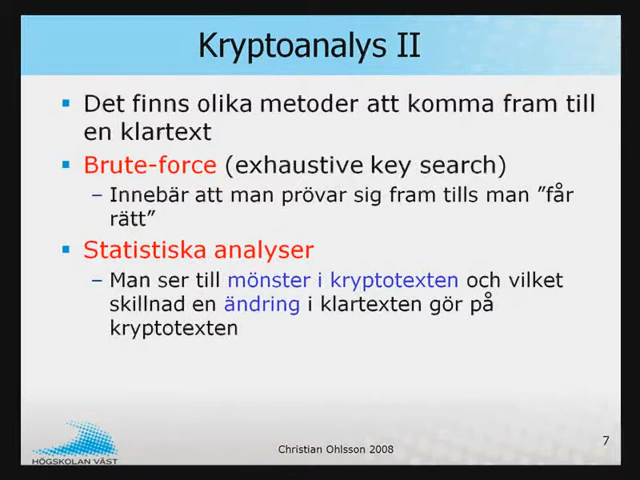 Kryptoanalys II
▪ Det finns olika metoder att komma fram till
en klartext
▪ Brute-force (exhaustive key search)
– Innebär att man prövar sig fram tills man ”får
rätt”
▪ Statistiska analyser
– Man ser till mönster i kryptotexten och vilket
skillnad en ändring i klartexten gör på
kryptotexten
7
Christian Ohlsson 2008
HÖGSKOLAN VÄST